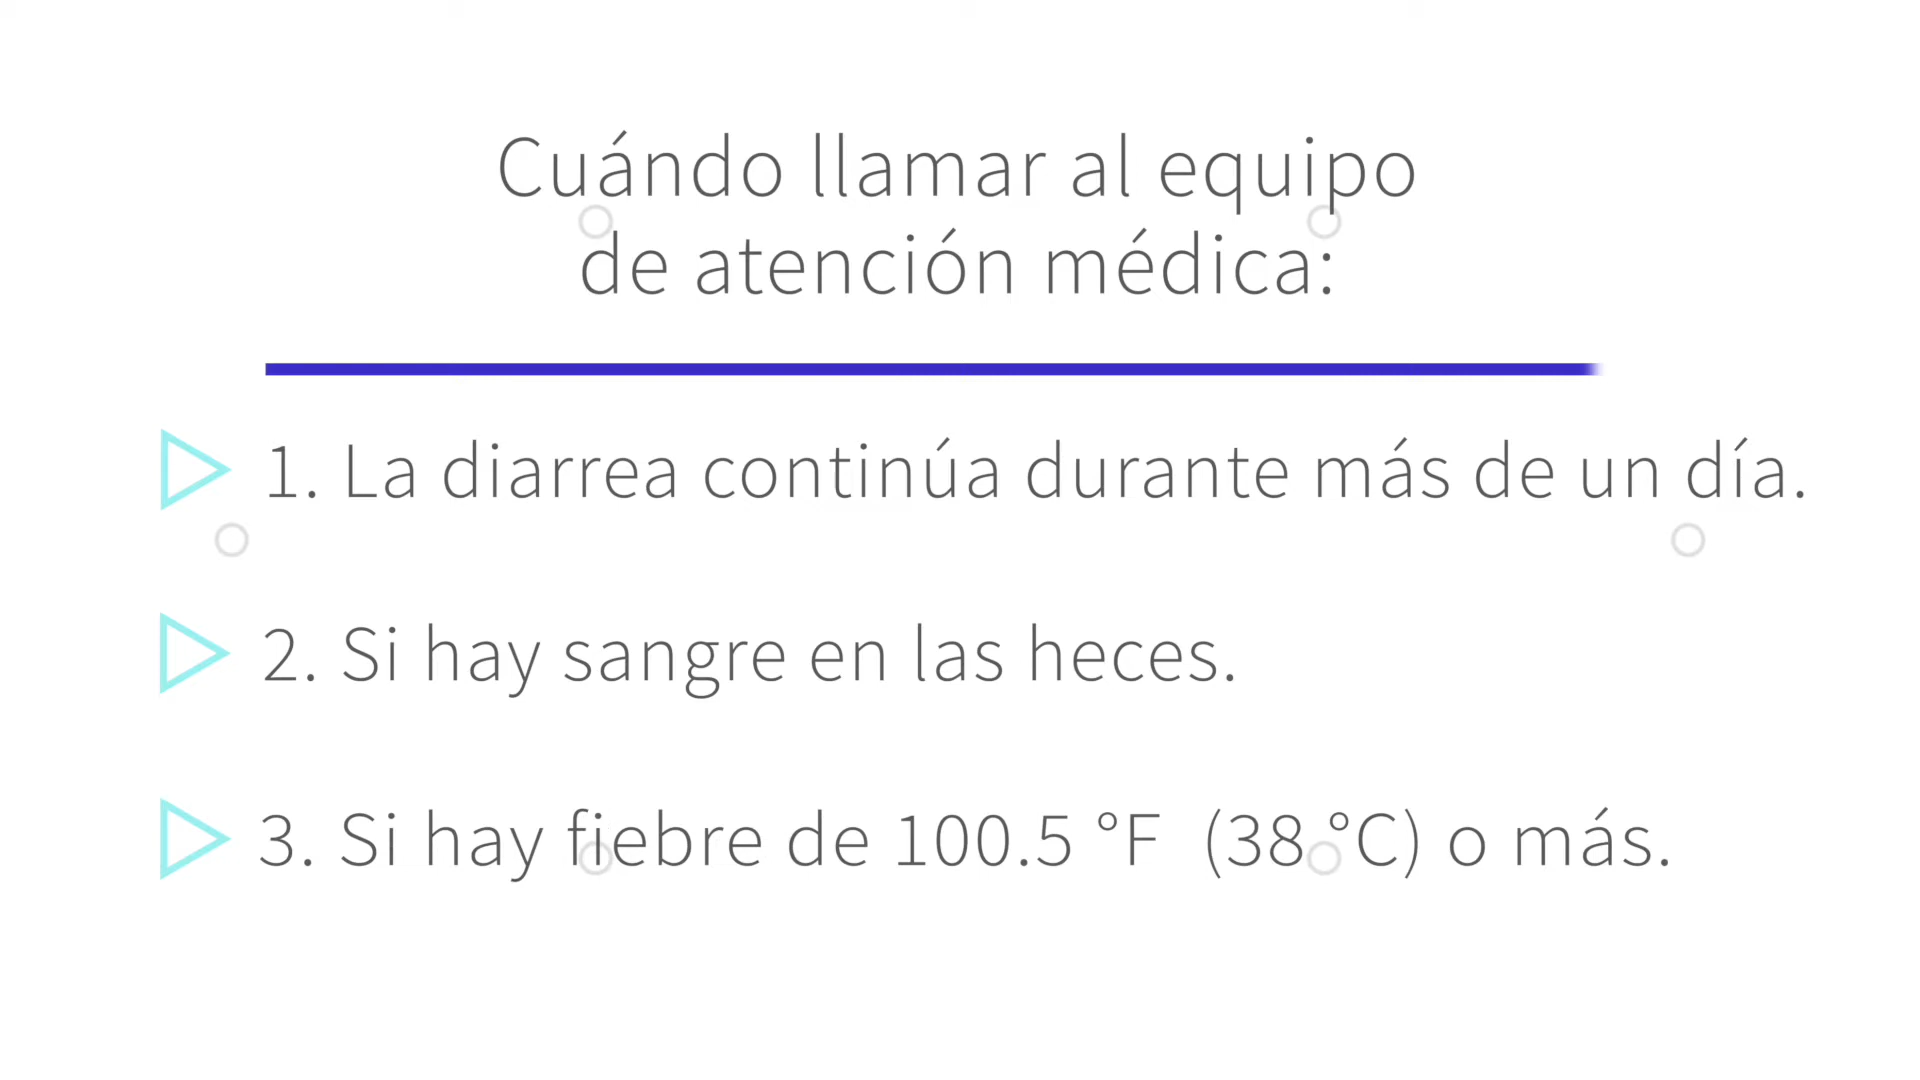 Cuándo llamar al equipo
de atención médica:
1. La diarrea continúa durante más de un día.
2. Si hay sangre en las heces.
3. Si hay fiebre de 100.5 °F (38 °C) o más.